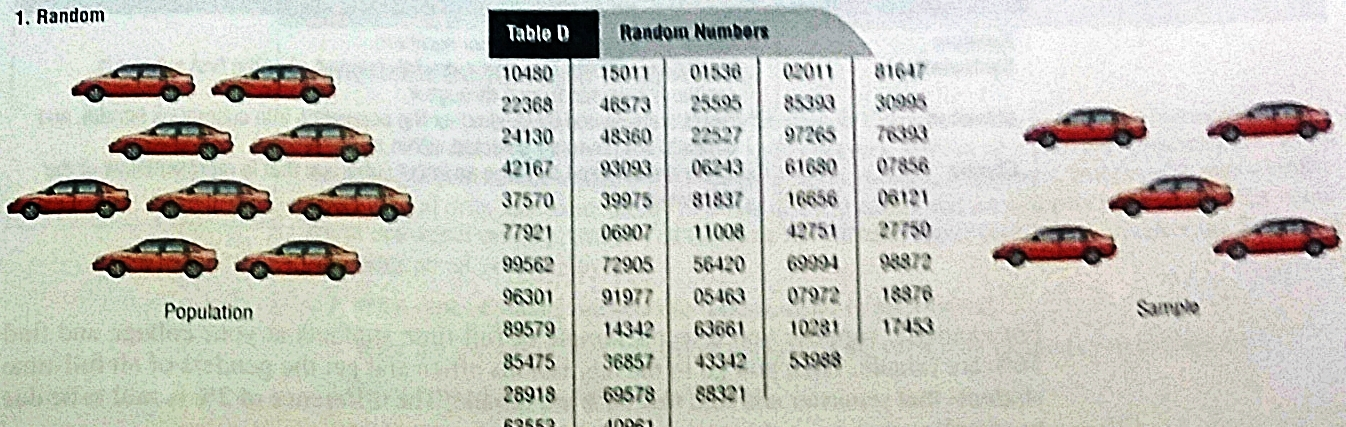 1. Random
Table D Random Numbers
10480 15011 01536 02011 81647
22368 46573 25595 85393 30995
24130 48360 22527 97265 76393
42167 93093 06243 61680 07856
37570 39975 81837 16656 06121
77921 06907 11008 42751 27750
99562 72905 56420 69994 98872
96301 91977 05463 07972 18876
89579 14342 63661 10281 17453
85475 36857 43342 53988
28918 69578 88321
63553 40961
Population
Sample